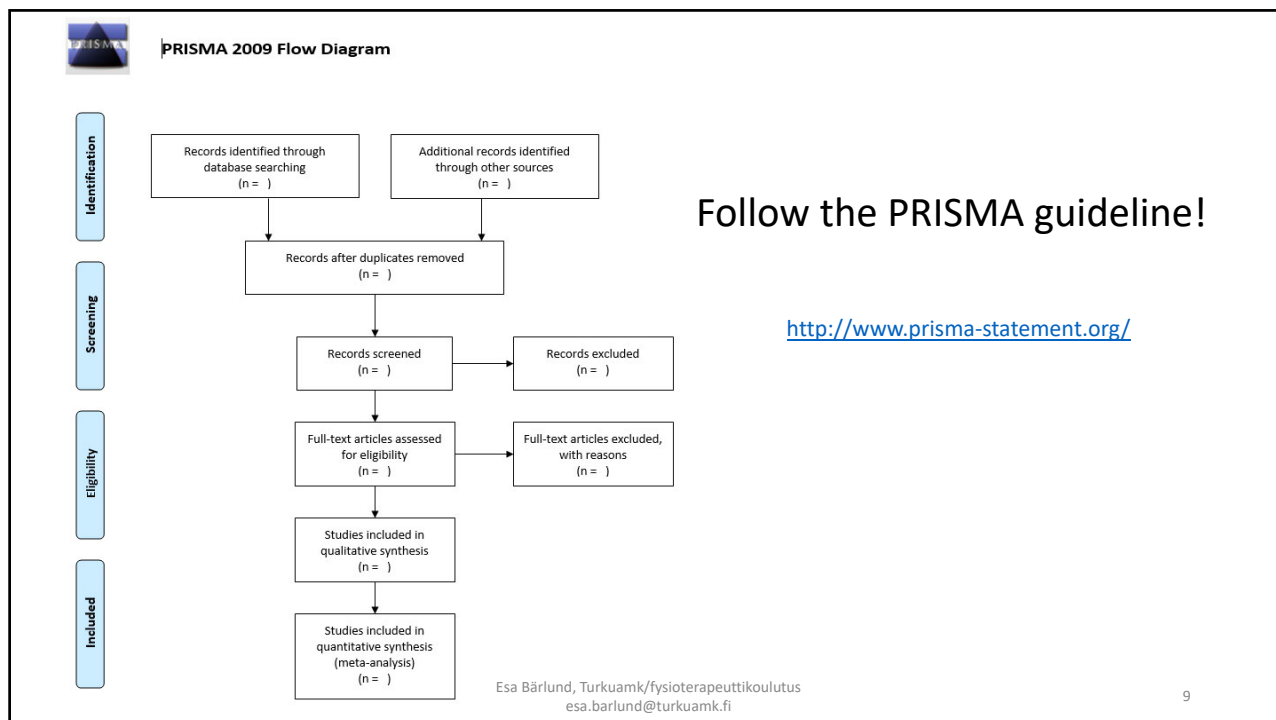 PRISMA
PRISMA 2009 Flow Diagram
Identification
Records identified through
database searching
(n = )
Additional records identified
through other sources
(n = )
Follow the PRISMA guideline!
Records after duplicates removed
(n = )
http://www.prisma-statement.org/
Screening
Records screened
(n = )
Records excluded
(n = )
Eligibility
Full-text articles assessed
for eligibility
(n = )
Full-text articles excluded,
with reasons
(n = )
Studies included in
qualitative synthesis
(n = )
Included
Studies included in
quantitative synthesis
(meta-analysis)
(n = )
Esa Bärlund, Turkuamk/fysioterapeuttikoulutus
esa.barlund@turkuamk.fi
9